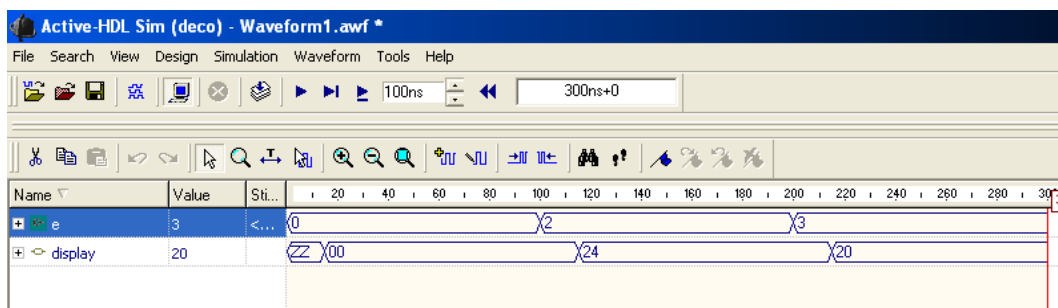 Active-HDL Sim (deco) - Waveform1.awf *
File Search View Design Simulation Waveform Tools Help
100ns 300ns+0
Name Value Sti... 20 40 60 80 100 120 140 160 180 200 220 240 260 280
e 3 <... 0 2 3
display 20 ZZ 00 24 20